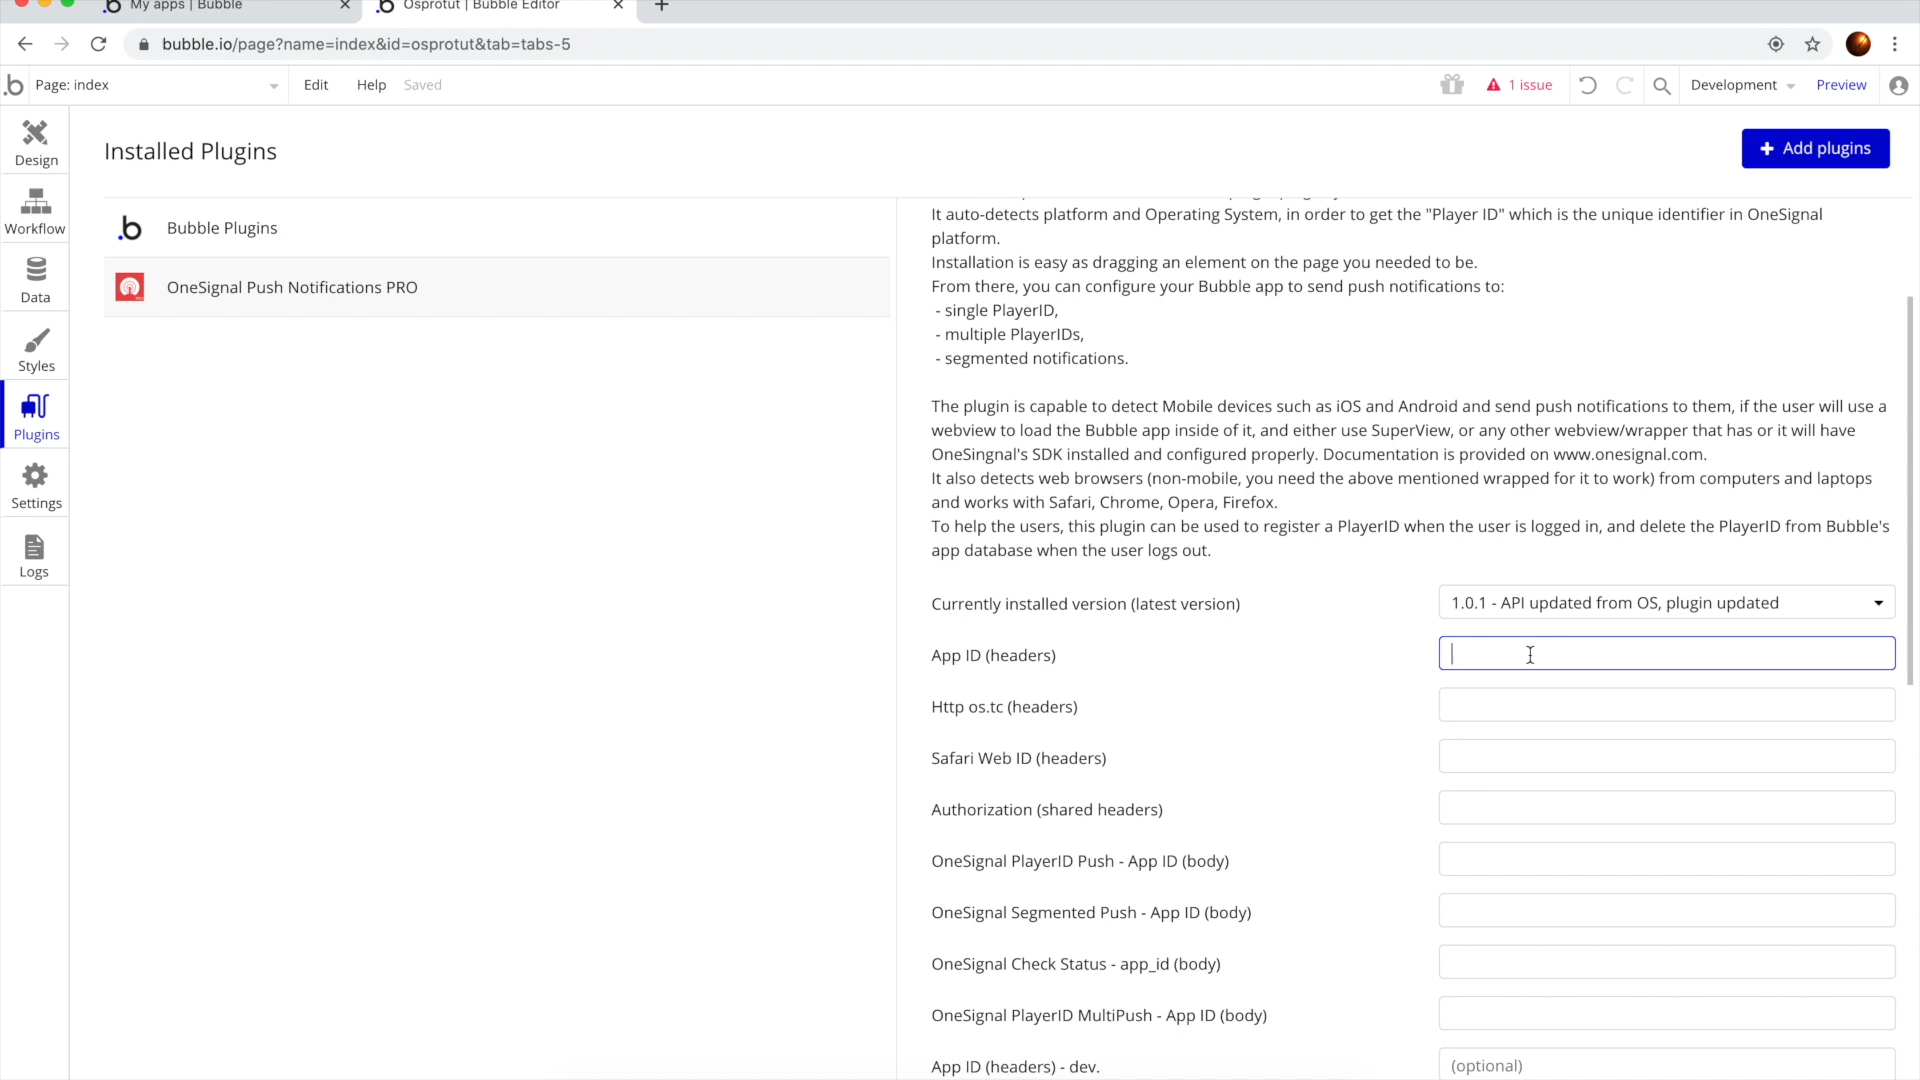 My apps | Bubble
Osprotut | Bubble Editor
bubble.io/page?name=index&id=osprotut&tab=tabs-5
Page: index
Edit
Help
Saved
1 issue
Development
Preview
Design
Workflow
Data
Styles
Plugins
Settings
Logs
Installed Plugins
+ Add plugins
Bubble Plugins
OneSignal Push Notifications PRO
It auto-detects platform and Operating System, in order to get the "Player ID" which is the unique identifier in OneSignal
platform.
Installation is easy as dragging an element on the page you needed to be.
From there, you can configure your Bubble app to send push notifications to:
- single PlayerID,
- multiple PlayerIDs,
- segmented notifications.
The plugin is capable to detect Mobile devices such as iOS and Android and send push notifications to them, if the user will use a
webview to load the Bubble app inside of it, and either use SuperView, or any other webview/wrapper that has or it will have
OneSingnal's SDK installed and configured properly. Documentation is provided on www.onesignal.com.
It also detects web browsers (non-mobile, you need the above mentioned wrapped for it to work) from computers and laptops
and works with Safari, Chrome, Opera, Firefox.
To help the users, this plugin can be used to register a PlayerID when the user is logged in, and delete the PlayerID from Bubble's
app database when the user logs out.
Currently installed version (latest version)
1.0.1 - API updated from OS, plugin updated
App ID (headers)
Http os.tc (headers)
Safari Web ID (headers)
Authorization (shared headers)
OneSignal PlayerID Push - App ID (body)
OneSignal Segmented Push - App ID (body)
OneSignal Check Status - app_id (body)
OneSignal PlayerID MultiPush - App ID (body)
App ID (headers) - dev.
(optional)